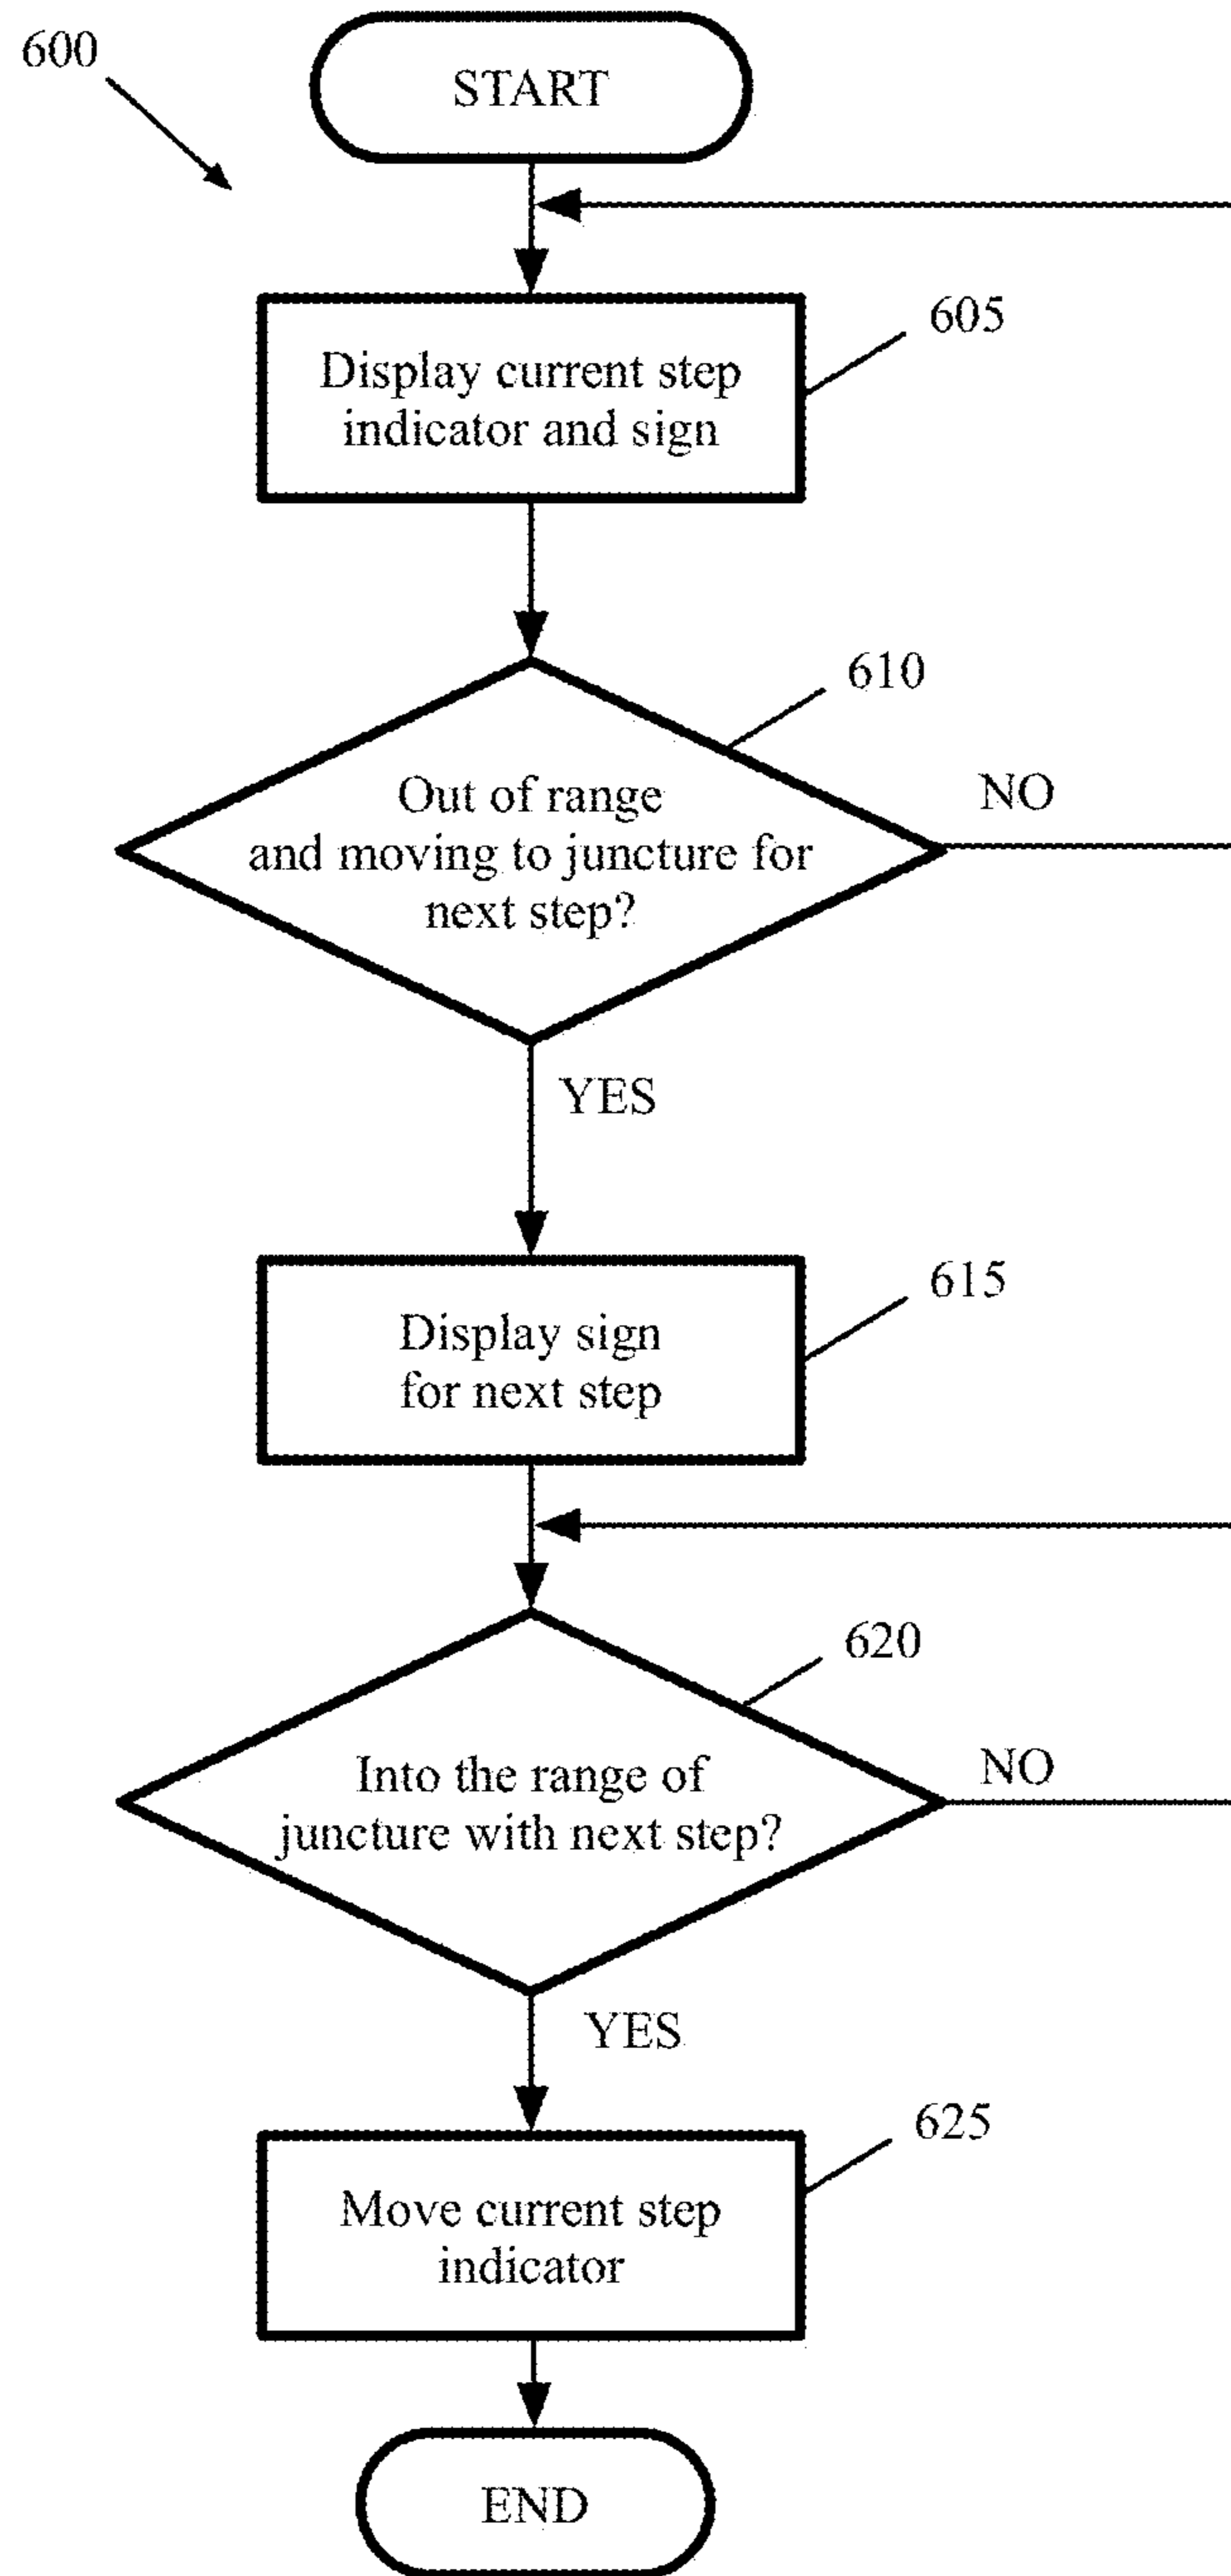 600
START
605
Display current step
indicator and sign
610
Out of range
and moving to juncture for
next step?
NO
YES
615
Display sign
for next step
620
Into the range of
juncture with next step?
NO
YES
625
Move current step
indicator
END